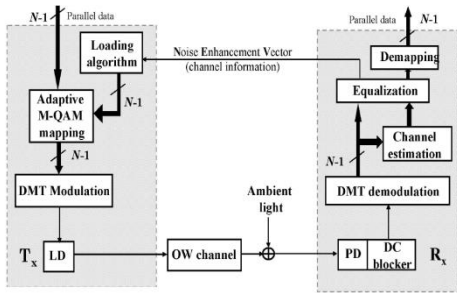 N-1
Parallel data
Loading
algorithm
N-1
Adaptive
M-QAM
mapping
N-1
DMT Modulation
Tx
LD
Noise Enhancement Vector
(channel information)
OW channel
Ambient
light
Parallel data
N-1
Demapping
Equalization
Channel
estimation
N-1
DMT demodulation
PD
DC
blocker
Rx